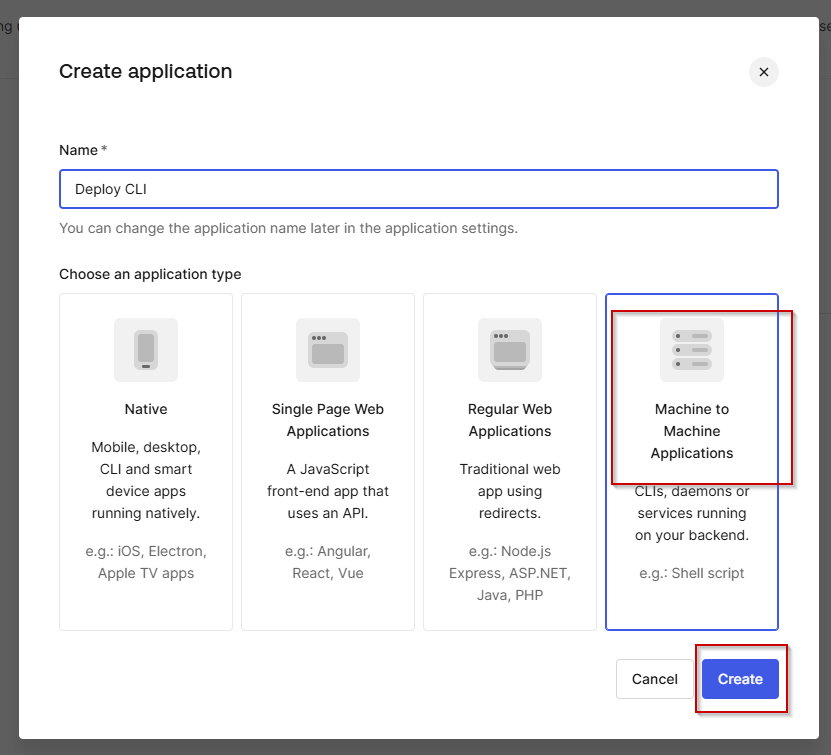 Create application
Name *
Deploy CLI
You can change the application name later in the application settings.
Choose an application type
Native
Mobile, desktop,
CLI and smart
device apps
running natively.
e.g.: iOS, Electron,
Apple TV apps
Single Page Web
Applications
A JavaScript
front-end app that
uses an API.
e.g.: Angular,
React, Vue
Regular Web
Applications
Traditional web
app using
redirects.
e.g.: Node.js
Express, ASP.NET,
Java, PHP
Machine to
Machine
Applications
CLIs, daemons or
services running
on your backend.
e.g.: Shell script
Cancel
Create